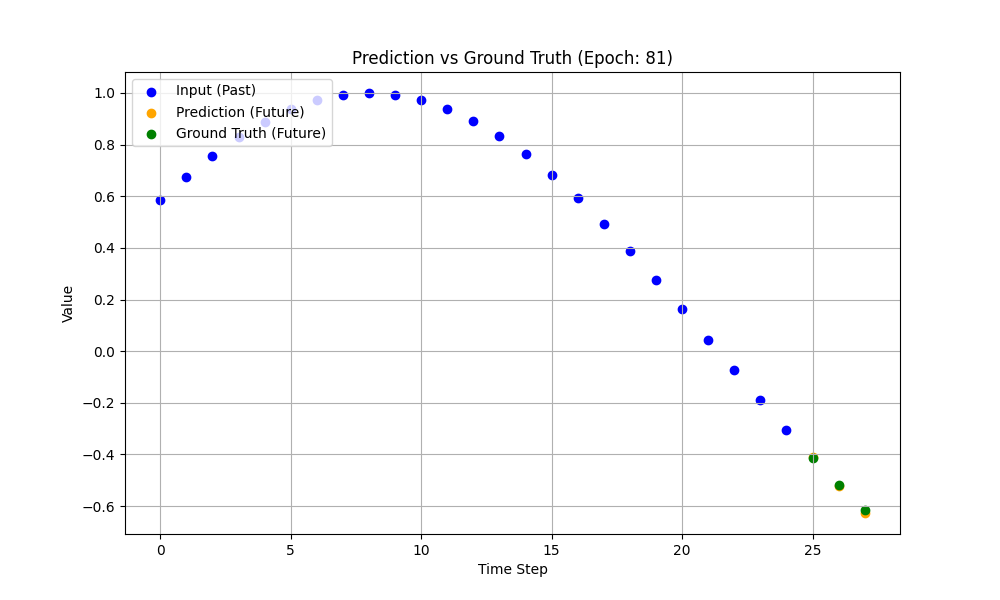 Prediction vs Ground Truth (Epoch: 81)
Input (Past)
Prediction (Future)
Ground Truth (Future)
1.0
0.8
0.6
0.4
0.2
0.0
−0.2
−0.4
−0.6
Value
0 5 10 15 20 25
Time Step